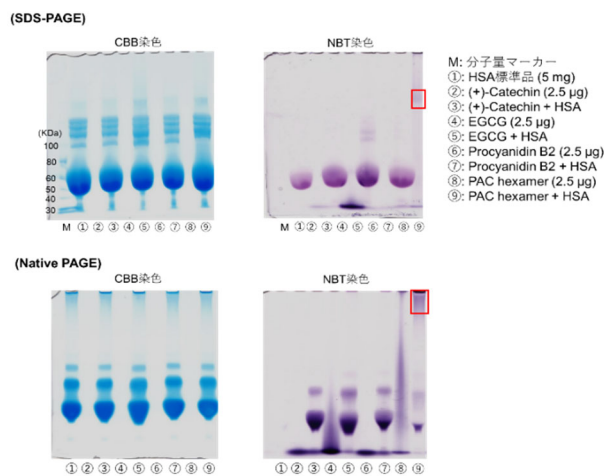 (SDS-PAGE)
CBB染色
NBT染色
(KDa)
100
80
60
50
40
30
M ① ② ③ ④ ⑤ ⑥ ⑦ ⑧ ⑨
M ① ② ③ ④ ⑤ ⑥ ⑦ ⑧ ⑨
M: 分子量マーカー
①: HSA標準品 (5 mg)
②: (+)-Catechin (2.5 μg)
③: (+)-Catechin + HSA
④: EGCG (2.5 μg)
⑤: EGCG + HSA
⑥: Procyanidin B2 (2.5 μg)
⑦: Procyanidin B2 + HSA
⑧: PAC hexamer (2.5 μg)
⑨: PAC hexamer + HSA
(Native PAGE)
CBB染色
NBT染色
① ② ③ ④ ⑤ ⑥ ⑦ ⑧ ⑨
① ② ③ ④ ⑤ ⑥ ⑦ ⑧ ⑨